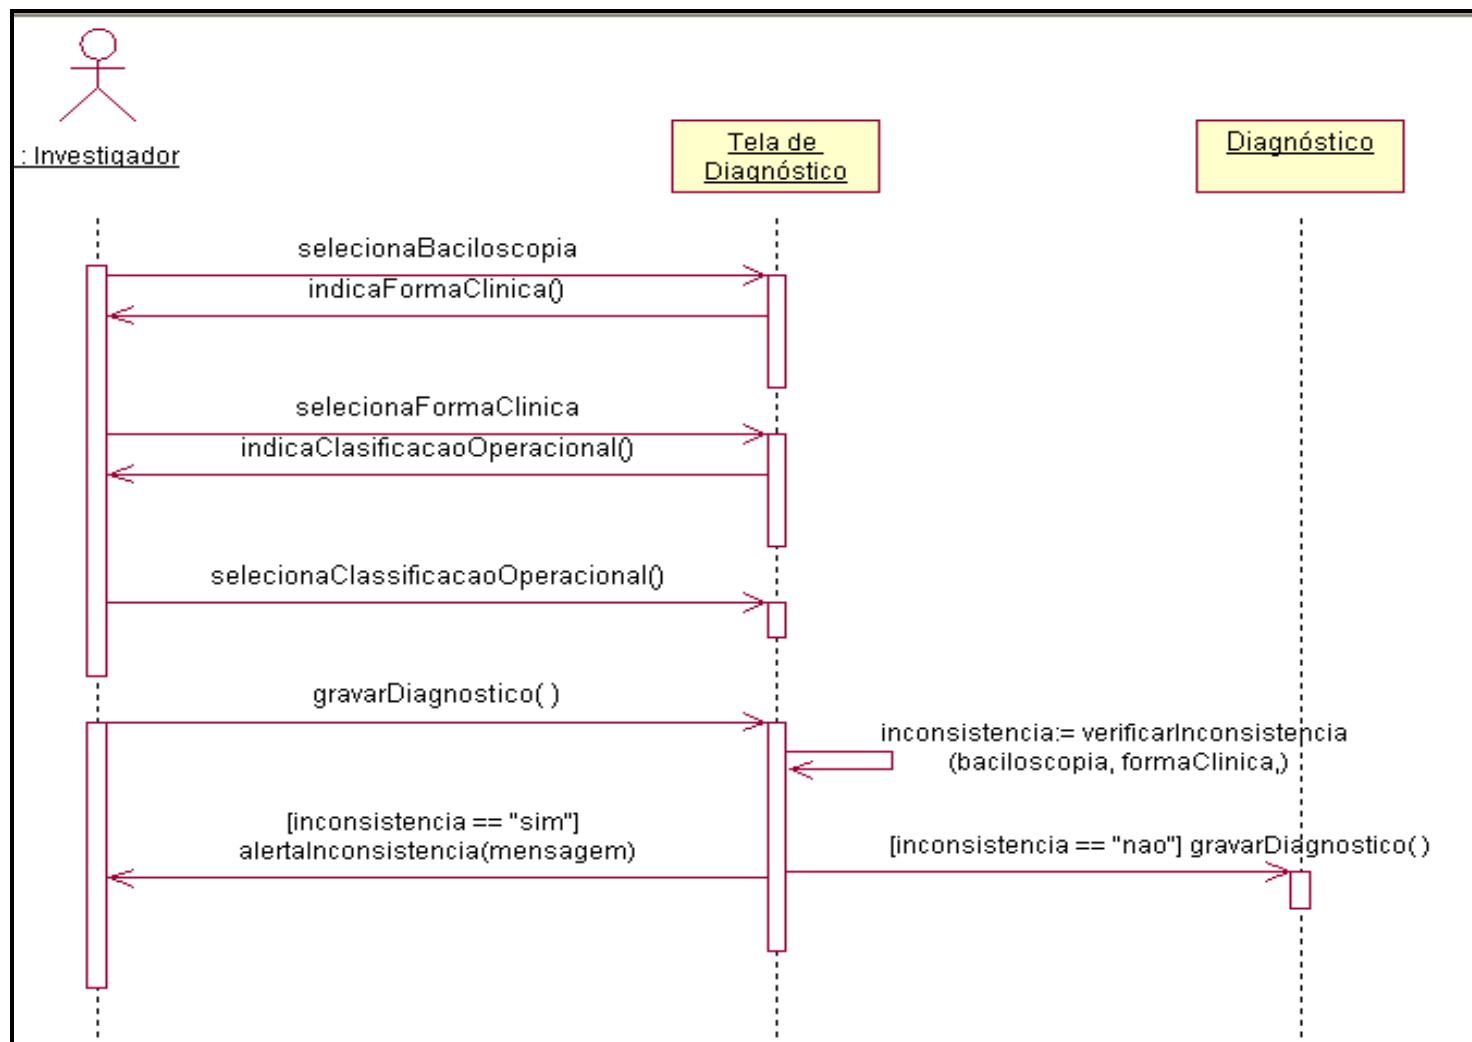 : Investigador
Tela de
Diagnóstico
Diagnóstico
selecionaBaciloscopia
indicaFormaClinica()
selecionaFormaClinica
indicaClasificacaoOperacional()
selecionaClassificacaoOperacional()
gravarDiagnostico( )
inconsistencia:= verificarInconsistencia
(baciloscopia, formaClinica,)
[inconsistencia == "sim"]
alertaInconsistencia(mensagem)
[inconsistencia == "nao"] gravarDiagnostico( )